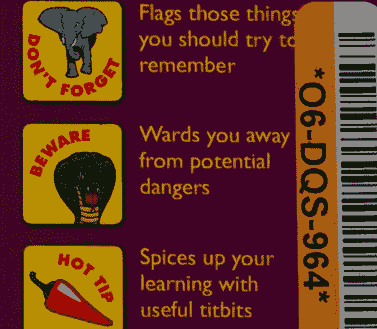 DON'T FORGET
Flags those things
you should try to
remember
BEWARE
Wards you away
from potential
dangers
HOT TIP
Spices up your
learning with
useful titbits
*O6-DQS-964*